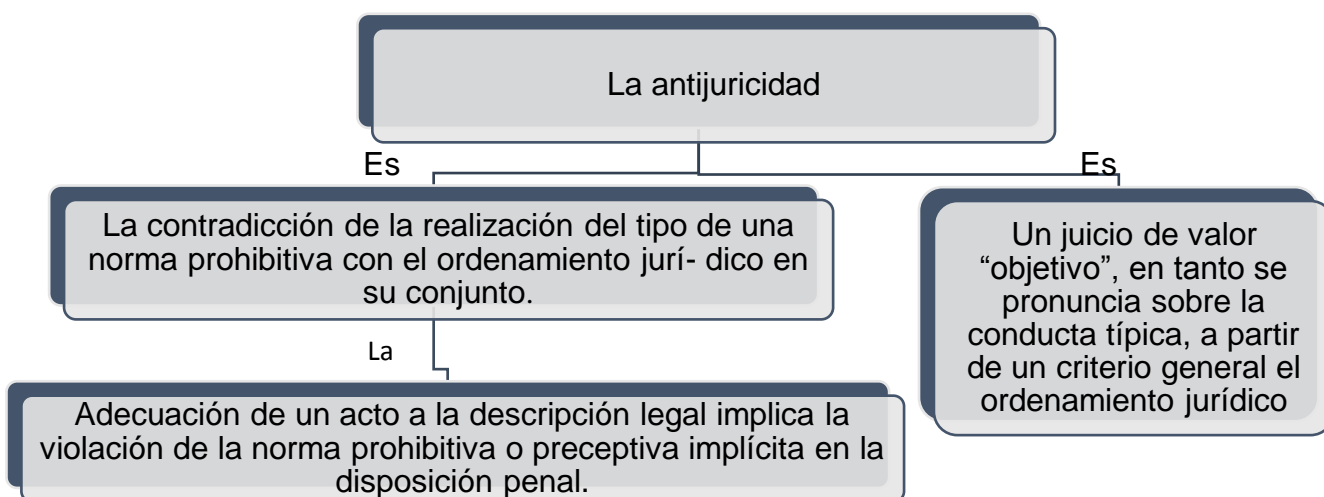 La antijuricidad
Es
Es
La contradicción de la realización del tipo de una
norma prohibitiva con el ordenamiento jurí- dico en
su conjunto.
Un juicio de valor
“objetivo”, en tanto se
pronuncia sobre la
conducta típica, a partir
de un criterio general el
ordenamiento jurídico
La
Adecuación de un acto a la descripción legal implica la
violación de la norma prohibitiva o preceptiva implícita en la
disposición penal.